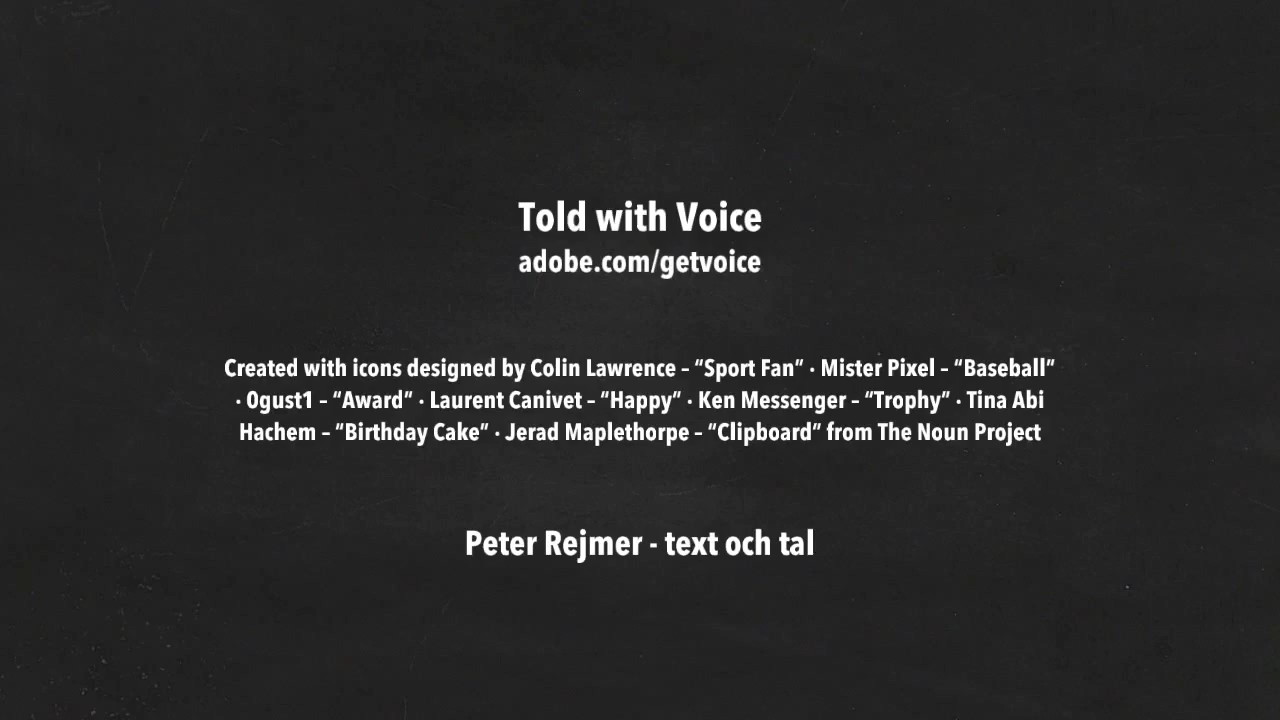 Told with Voice
adobe.com/getvoice
Created with icons designed by Colin Lawrence – “Sport Fan” · Mister Pixel – “Baseball”
· 0gust1 – “Award” · Laurent Canivet – “Happy” · Ken Messenger – “Trophy” · Tina Abi
Hachem – “Birthday Cake” · Jerad Maplethorpe – “Clipboard” from The Noun Project
Peter Rejmer - text och tal